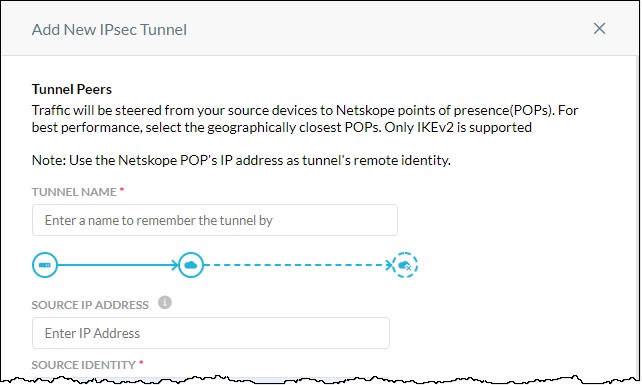 Add New IPsec Tunnel
Tunnel Peers
Traffic will be steered from your source devices to Netskope points of presence(POPs). For
best performance, select the geographically closest POPs. Only IKEv2 is supported
Note: Use the Netskope POP's IP address as tunnel's remote identity.
TUNNEL NAME *
Enter a name to remember the tunnel by
SOURCE IP ADDRESS i
Enter IP Address
SOURCE IDENTITY *